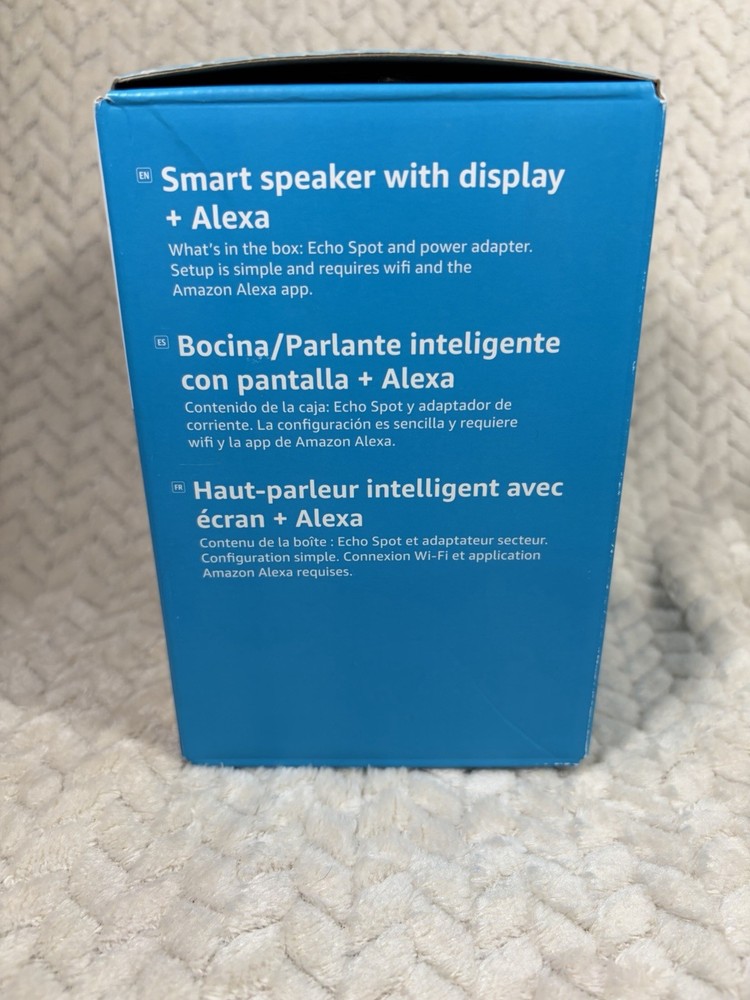 EN Smart speaker with display
+ Alexa
What's in the box: Echo Spot and power adapter.
Setup is simple and requires wifi and the
Amazon Alexa app.
ES Bocina/Parlante inteligente
con pantalla + Alexa
Contenido de la caja: Echo Spot y adaptador de
corriente. La configuración es sencilla y requiere
wifi y la app de Amazon Alexa.
FR Haut-parleur intelligent avec
écran + Alexa
Contenu de la boîte : Echo Spot et adaptateur secteur.
Configuration simple. Connexion Wi-Fi et application
Amazon Alexa requises.